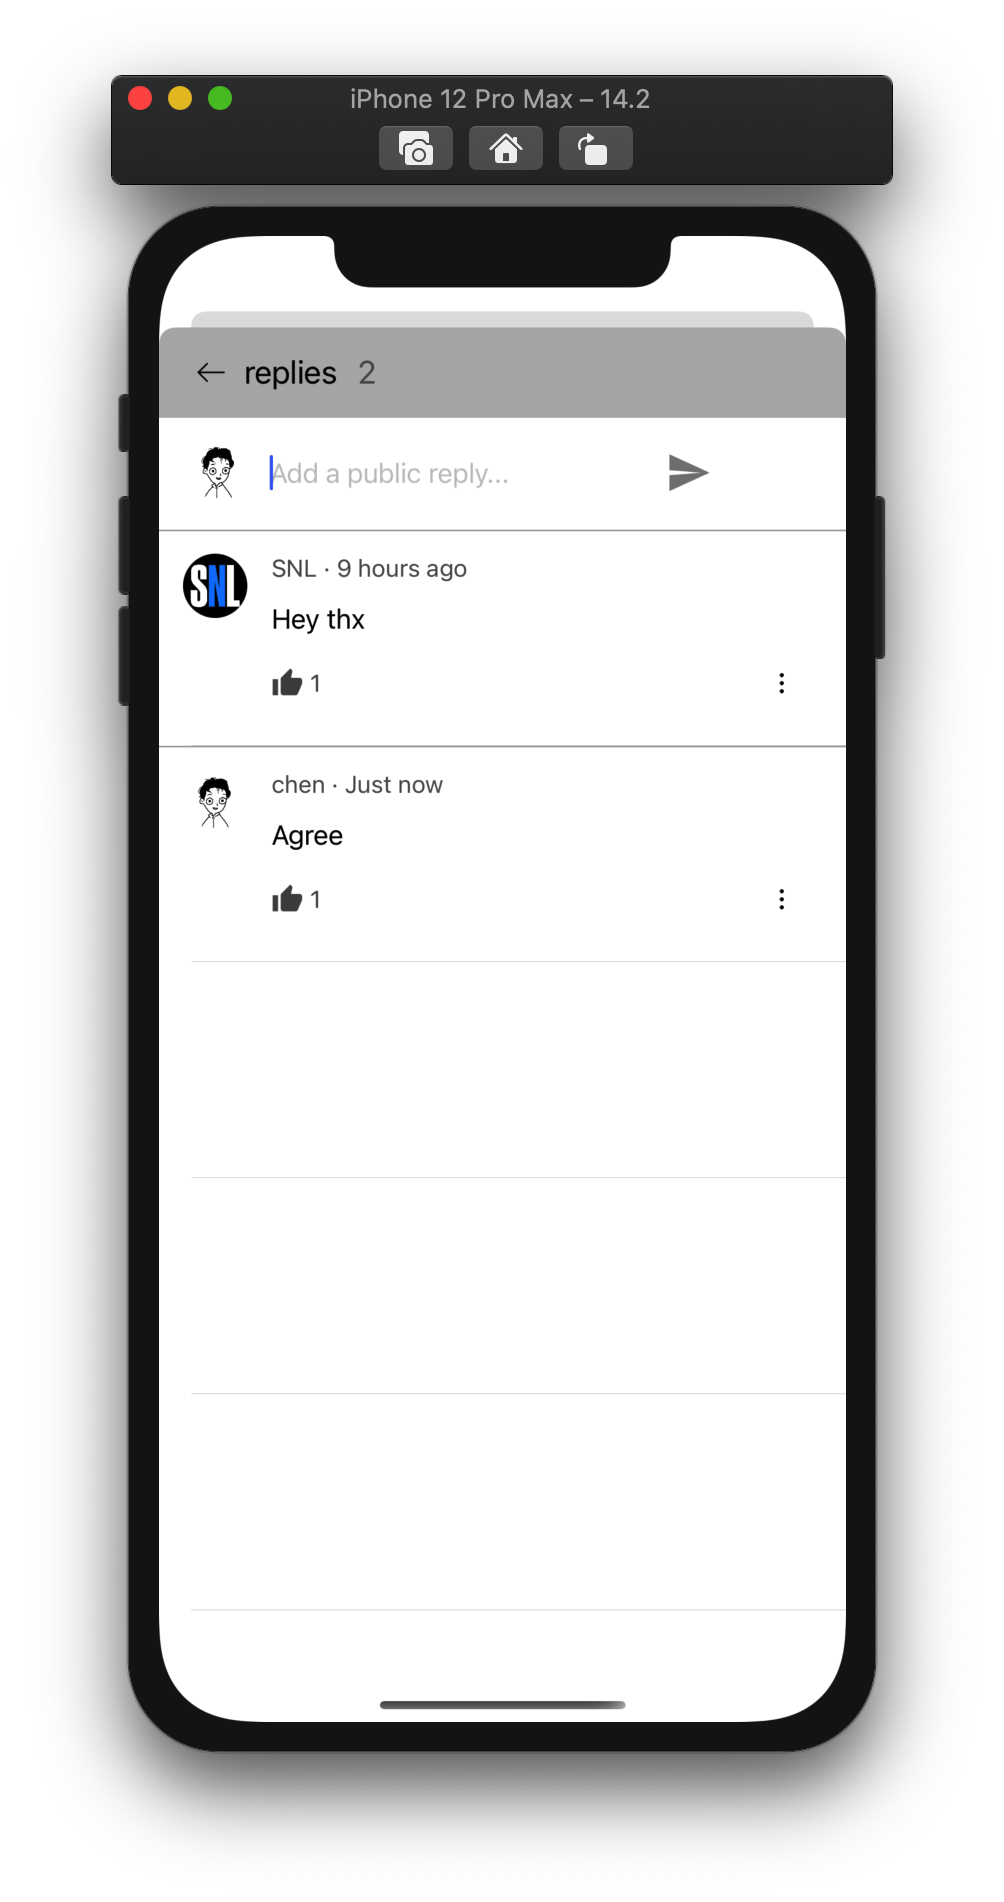 iPhone 12 Pro Max – 14.2
replies 2
Add a public reply...
SNL
SNL · 9 hours ago
Hey thx
1
chen · Just now
Agree
1